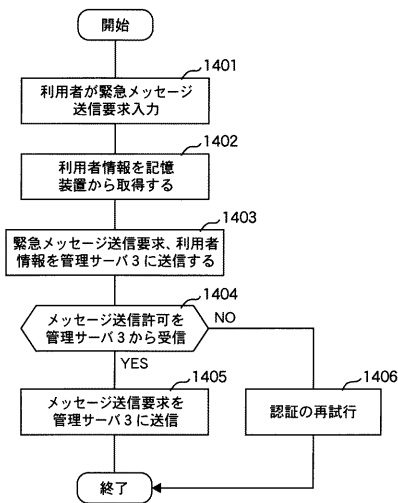 開始
1401
利用者が緊急メッセージ
送信要求入力
1402
利用者情報を記憶
装置から取得する
1403
緊急メッセージ送信要求、利用者
情報を管理サーバ3に送信する
1404
メッセージ送信許可を
管理サーバ3から受信
NO
YES
1405
メッセージ送信要求を
管理サーバ3に送信
1406
認証の再試行
終了